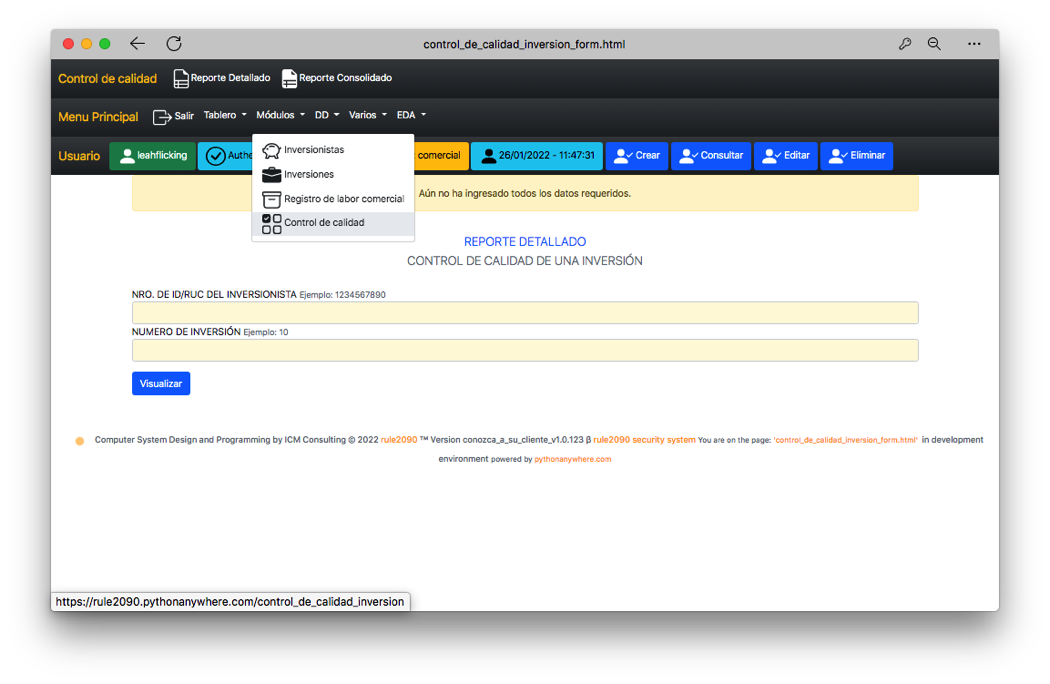 control_de_calidad_inversion_form.html
Control de calidad Reporte Detallado Reporte Consolidado
Menu Principal Salir Tablero Módulos DD Varios EDA
Usuario leahflicking Authe comercial 26/01/2022 - 11:47:31 Crear Consultar Editar Eliminar
Inversionistas
Inversiones
Registro de labor comercial
Control de calidad
Aún no ha ingresado todos los datos requeridos.
REPORTE DETALLADO
CONTROL DE CALIDAD DE UNA INVERSIÓN
NRO. DE ID/RUC DEL INVERSIONISTA Ejemplo: 1234567890
NUMERO DE INVERSIÓN Ejemplo: 10
Visualizar
Computer System Design and Programming by ICM Consulting © 2022 rule2090 ™ Version conozca_a_su_cliente_v1.0.123 β rule2090 security system You are on the page: 'control_de_calidad_inversion_form.html' in development
environment powered by pythonanywhere.com
https://rule2090.pythonanywhere.com/control_de_calidad_inversion